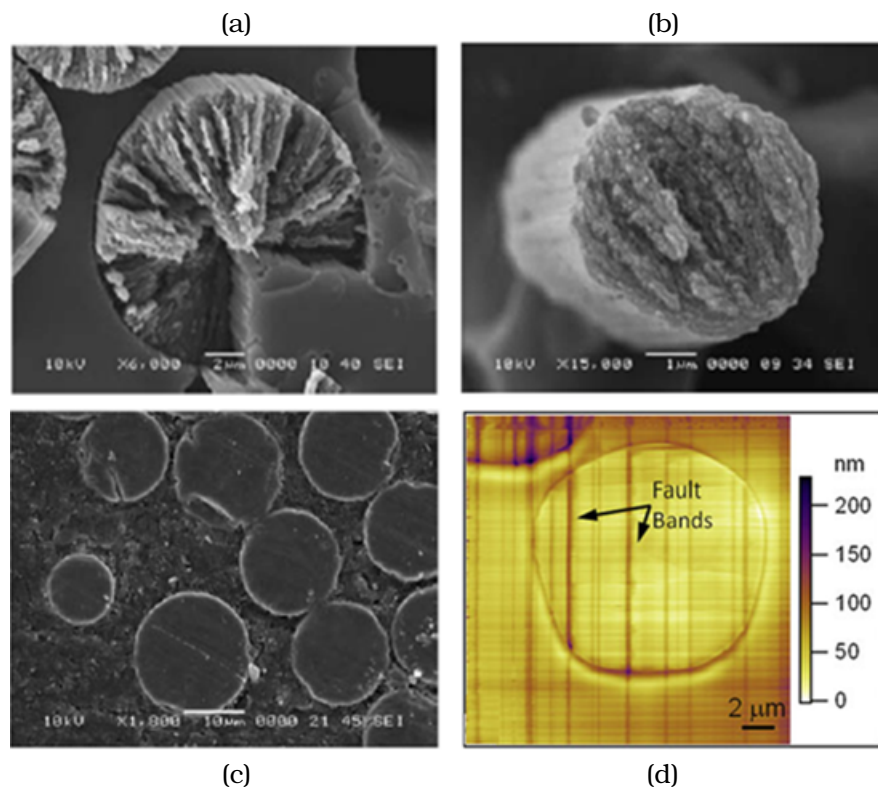 (a)
(b)
10kV X6,000 2μm 0000 10 40 SEI
10kV X15,000 1μm 0000 09 34 SEI
Fault
Bands
nm
200
150
100
50
0
2 μm
10kV X1,800 10μm 0000 21 45 SEI
(c)
(d)